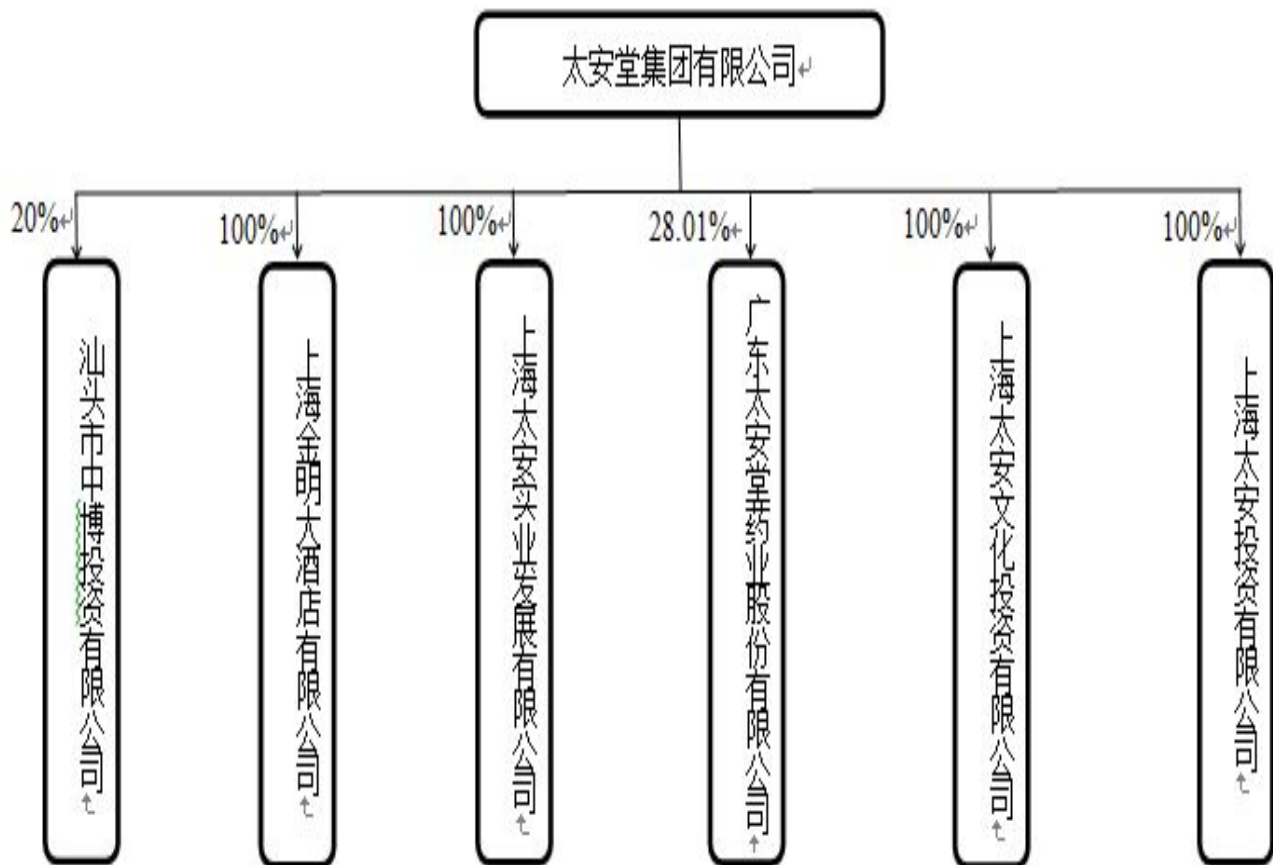 太安堂集团有限公司
20%
100%
100%
28.01%
100%
100%
汕头市中博投资有限公司
上海金明大酒店有限公司
上海太安实业发展有限公司
广东太安堂药业股份有限公司
上海太安文化投资有限公司
上海太安投资有限公司